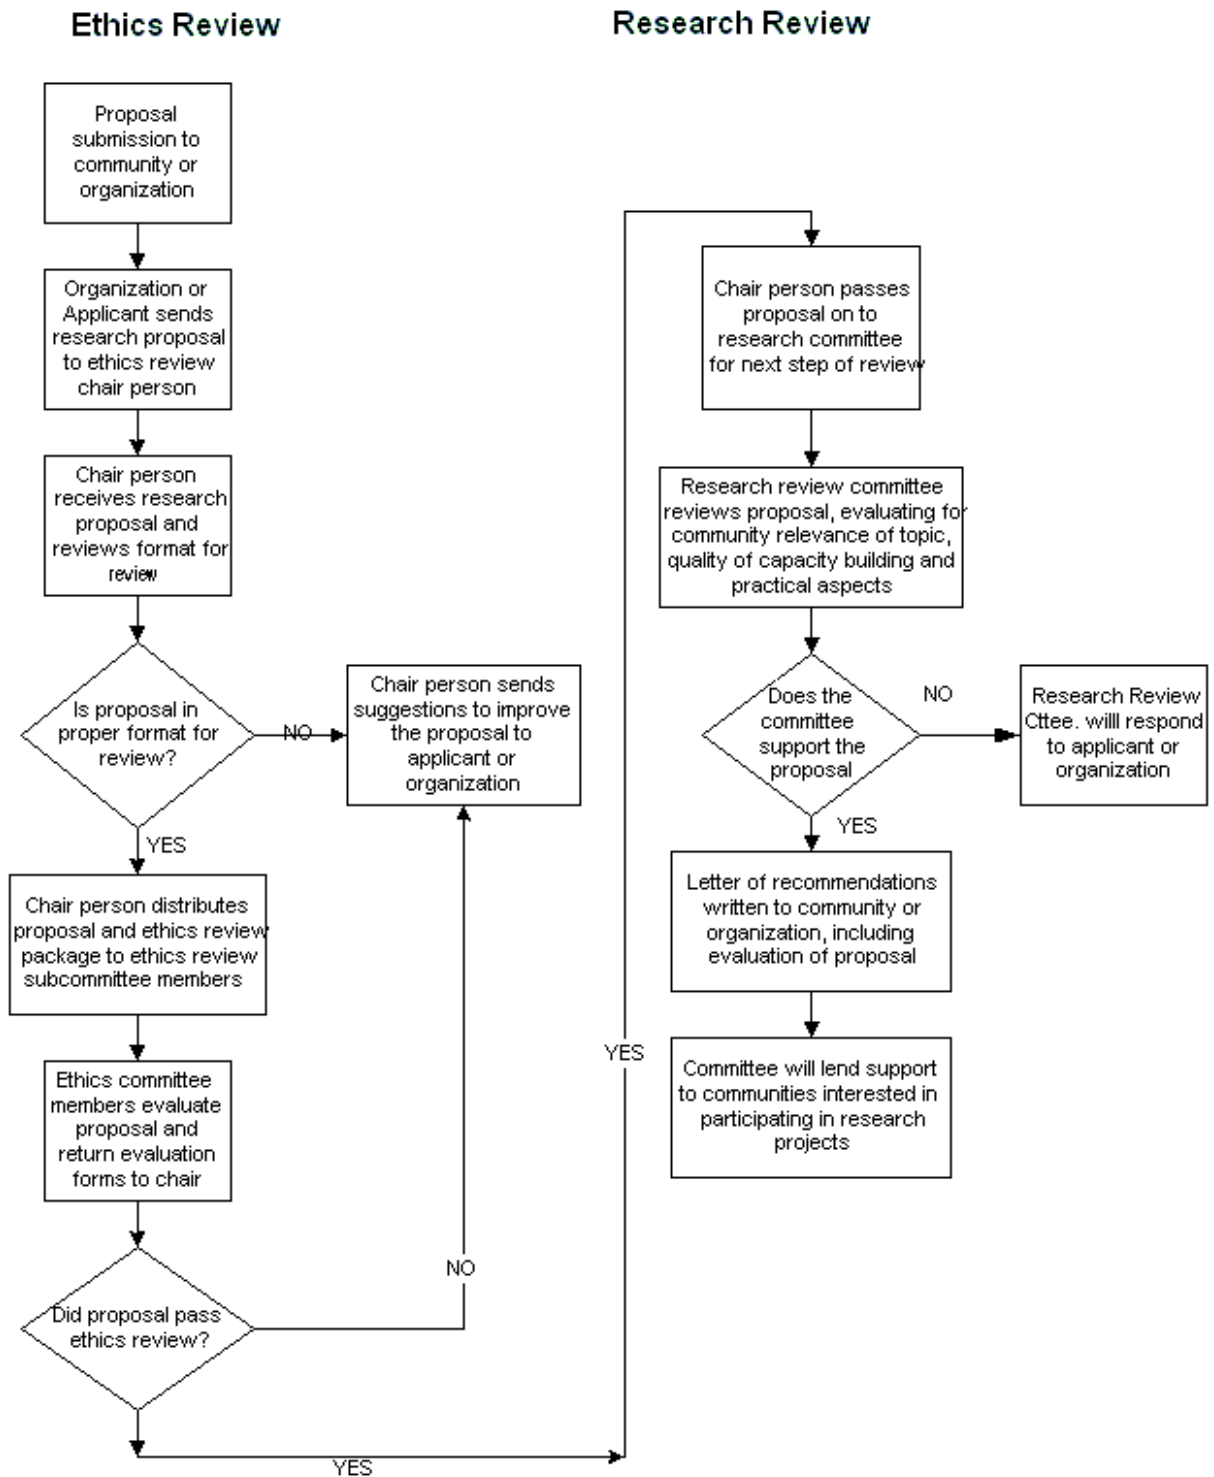 Ethics Review
Proposal
submission to
community or
organization
Organization or
Applicant sends
research proposal
to ethics review
chair person
Chair person
receives research
proposal and
reviews format for
review
Is proposal in
proper format for
review?
NO
Chair person sends
suggestions to improve
the proposal to
applicant or
organization
YES
Chair person distributes
proposal and ethics review
package to ethics review
subcommittee members
Ethics committee
members evaluate
proposal and
return evaluation
forms to chair
Did proposal pass
ethics review?
NO
YES
YES
Research Review
Chair person passes
proposal on to
research committee
for next step of review
Research review committee
reviews proposal, evaluating for
community relevance of topic,
quality of capacity building and
practical aspects
Does the
committee
support the
proposal
NO
Research Review
Cttee. willl respond
to applicant or
organization
YES
Letter of recommendations
written to community or
organization, including
evaluation of proposal
Committee will lend support
to communities interested in
participating in research
projects